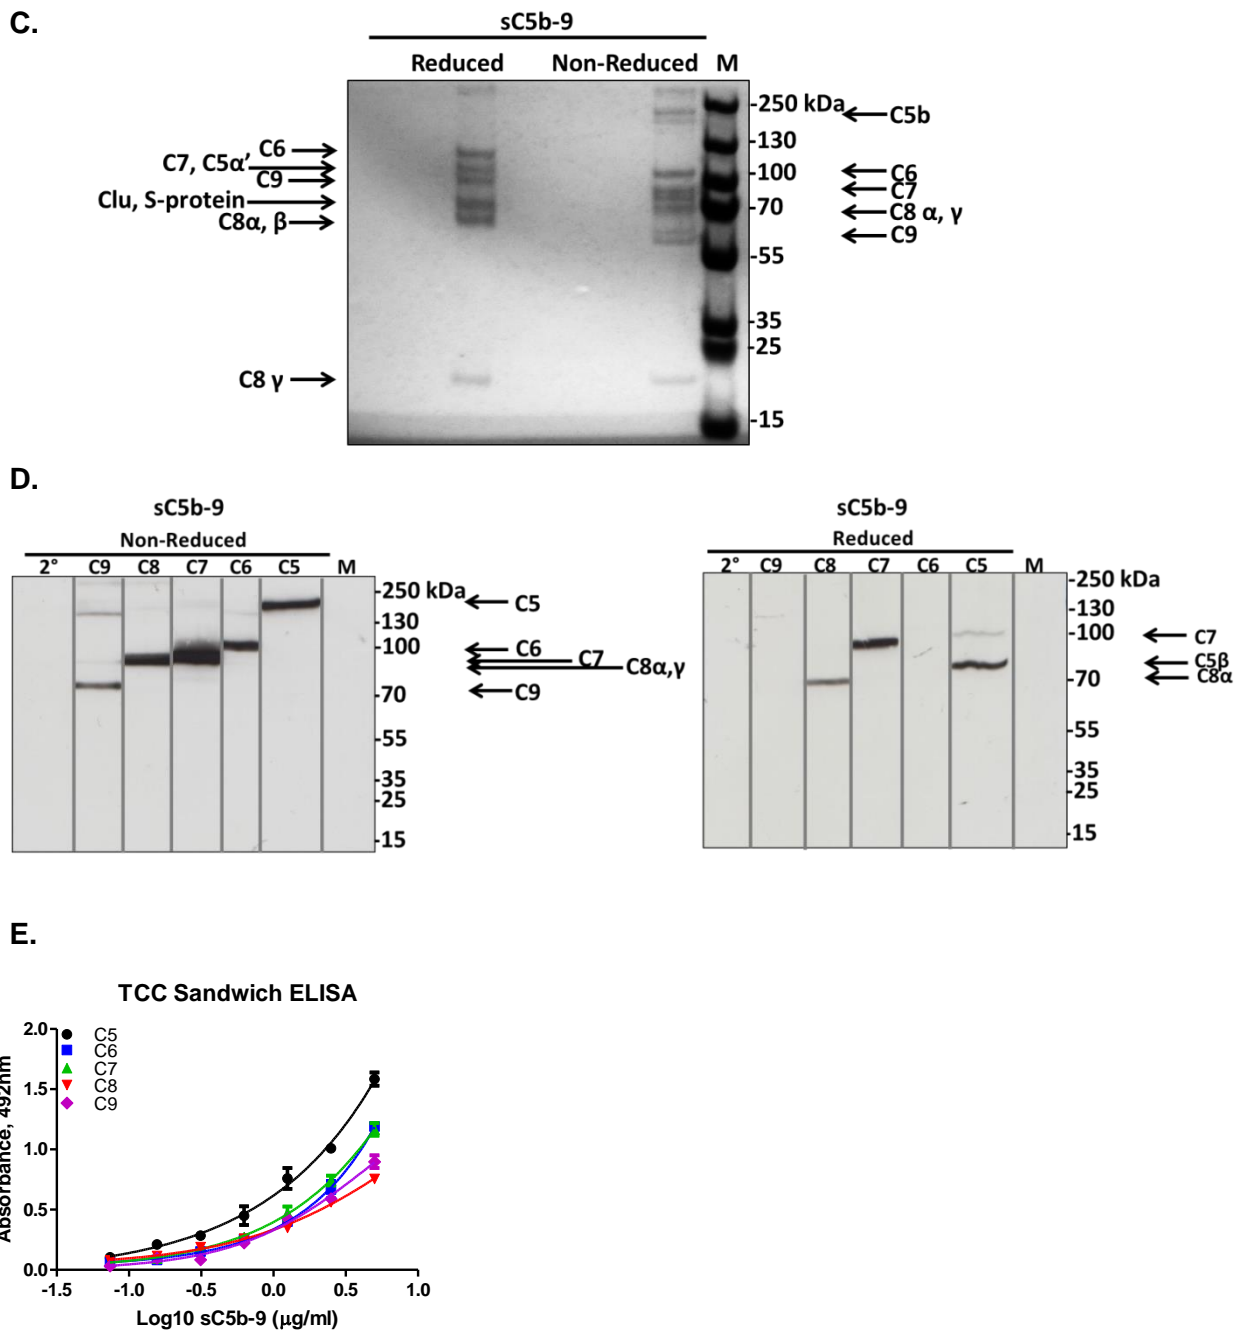 C.
sC5b-9
Reduced Non-Reduced M
-250 kDa
C5b
-130
C6
C7, C5α’,
-100
C6
C9
C7
Clu, S-protein
-70
C8 α, γ
C8α, β
C9
-55
-35
-25
C8 γ
-15
D.
sC5b-9
Non-Reduced
2° C9 C8 C7 C6 C5 M
-250 kDa
C5
-130
-100
C6
C7
C8α,γ
-70
C9
-55
-35
-25
-15
sC5b-9
Reduced
2° C9 C8 C7 C6 C5 M
-250 kDa
-130
-100
C7
C5β
-70
C8α
-55
-35
-25
-15
E.
TCC Sandwich ELISA
2.0
C5
C6
C7
C8
C9
1.5
1.0
0.5
0.0
Absorbance, 492nm
-1.5 -1.0 -0.5 0.0 0.5 1.0
Log10 sC5b-9 (μg/ml)